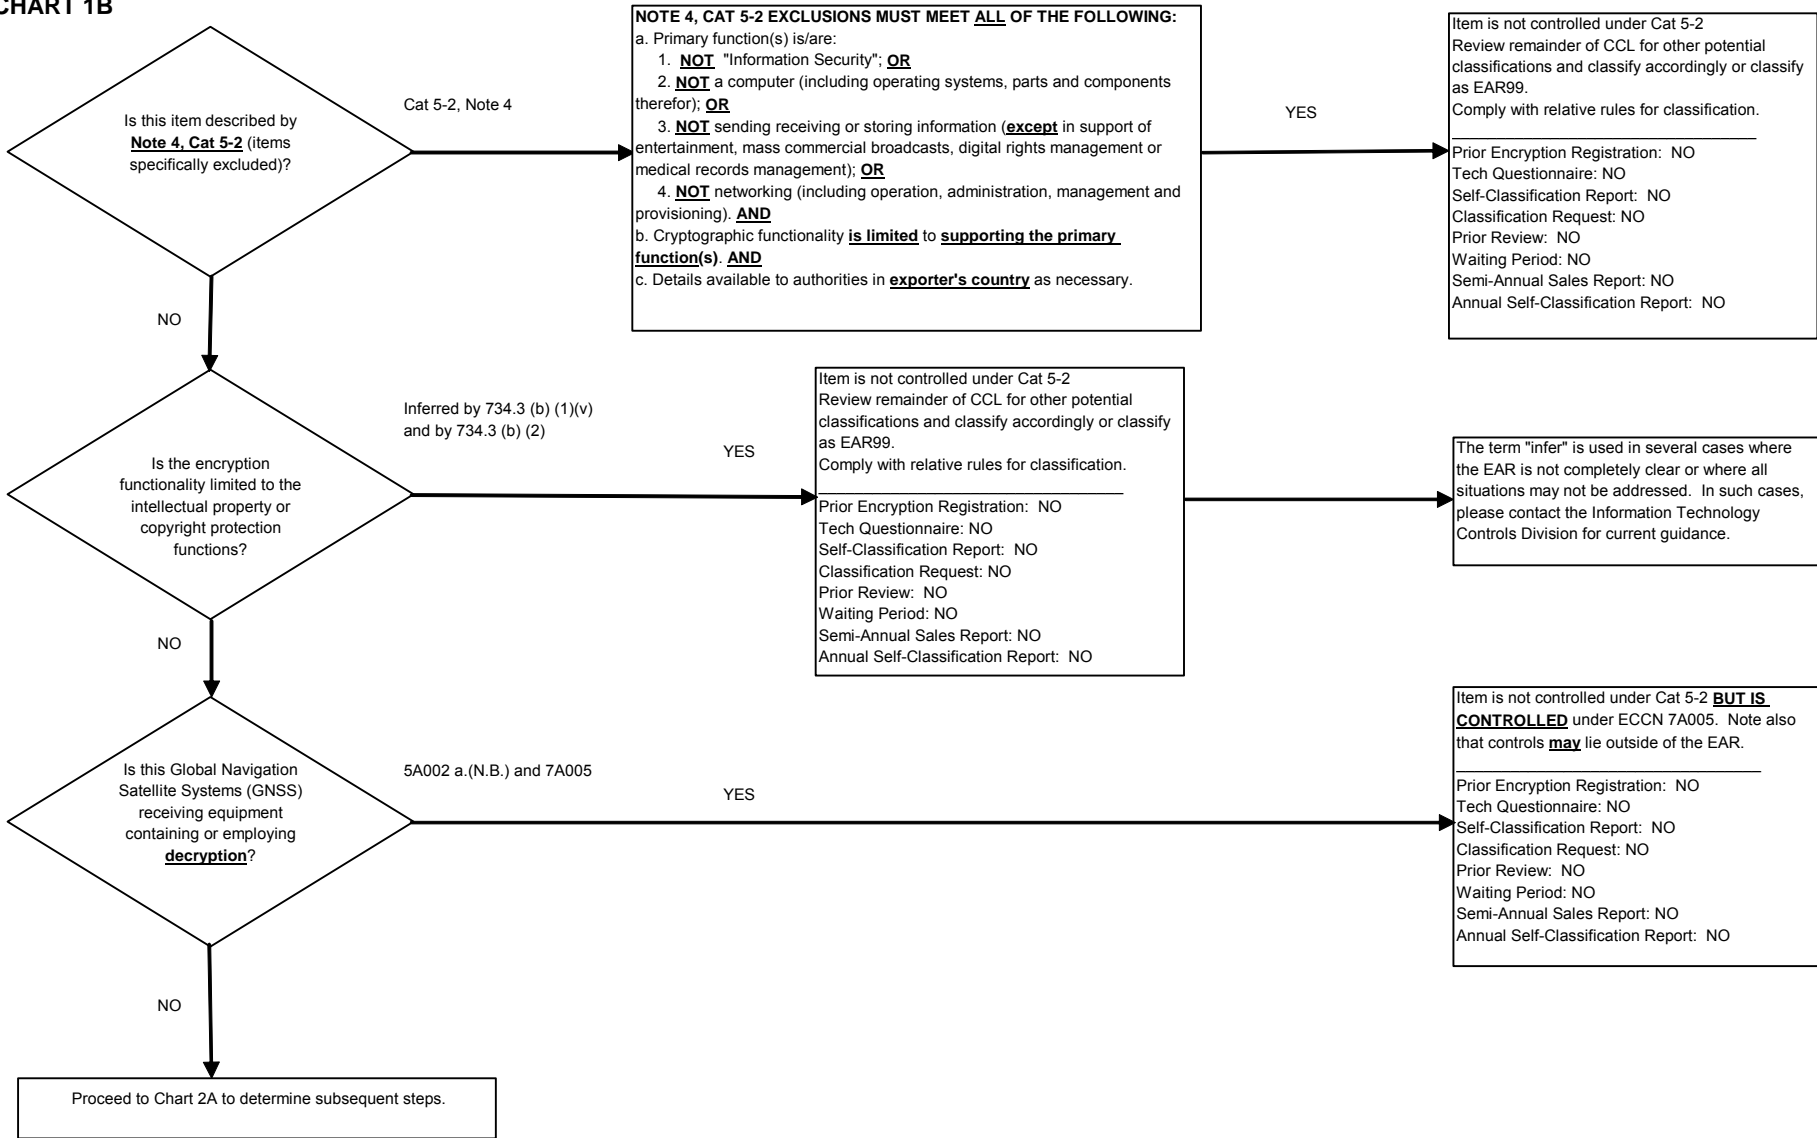 CHART 1B
Is this item described by
Note 4, Cat 5-2 (items
specifically excluded)?
Cat 5-2, Note 4
NOTE 4, CAT 5-2 EXCLUSIONS MUST MEET ALL OF THE FOLLOWING:
a. Primary function(s) is/are:
1. NOT "Information Security"; OR
2. NOT a computer (including operating systems, parts and components
therefor); OR
3. NOT sending receiving or storing information (except in support of
entertainment, mass commercial broadcasts, digital rights management or
medical records management); OR
4. NOT networking (including operation, administration, management and
provisioning). AND
b. Cryptographic functionality is limited to supporting the primary
function(s). AND
c. Details available to authorities in exporter's country as necessary.
YES
Item is not controlled under Cat 5-2
Review remainder of CCL for other potential
classifications and classify accordingly or classify
as EAR99.
Comply with relative rules for classification.
Prior Encryption Registration: NO
Tech Questionnaire: NO
Self-Classification Report: NO
Classification Request: NO
Prior Review: NO
Waiting Period: NO
Semi-Annual Sales Report: NO
Annual Self-Classification Report: NO
NO
Is the encryption
functionality limited to the
intellectual property or
copyright protection
functions?
Inferred by 734.3 (b) (1)(v)
and by 734.3 (b) (2)
YES
Item is not controlled under Cat 5-2
Review remainder of CCL for other potential
classifications and classify accordingly or classify
as EAR99.
Comply with relative rules for classification.
Prior Encryption Registration: NO
Tech Questionnaire: NO
Self-Classification Report: NO
Classification Request: NO
Prior Review: NO
Waiting Period: NO
Semi-Annual Sales Report: NO
Annual Self-Classification Report: NO
The term "infer" is used in several cases where
the EAR is not completely clear or where all
situations may not be addressed. In such cases,
please contact the Information Technology
Controls Division for current guidance.
NO
Is this Global Navigation
Satellite Systems (GNSS)
receiving equipment
containing or employing
decryption?
5A002 a.(N.B.) and 7A005
YES
Item is not controlled under Cat 5-2 BUT IS
CONTROLLED under ECCN 7A005. Note also
that controls may lie outside of the EAR.
Prior Encryption Registration: NO
Tech Questionnaire: NO
Self-Classification Report: NO
Classification Request: NO
Prior Review: NO
Waiting Period: NO
Semi-Annual Sales Report: NO
Annual Self-Classification Report: NO
NO
Proceed to Chart 2A to determine subsequent steps.